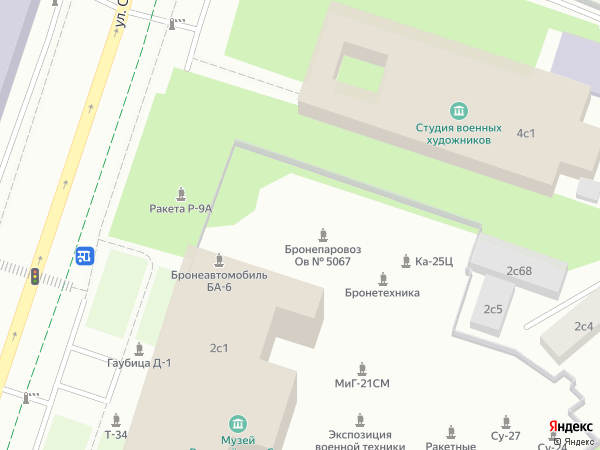 ул. С
Студия военных
художников
4с1
Ракета Р-9А
Бронепаровоз
Ов № 5067
Ка-25Ц
Бронеавтомобиль
БА-6
Бронетехника
2с68
2с5
2с4
2с1
Гаубица Д-1
МиГ-21СМ
Т-34
Музей
Экспозиция
военной техники
Ракетные
Су-27
Су-24
Яндекс
© Яндекс